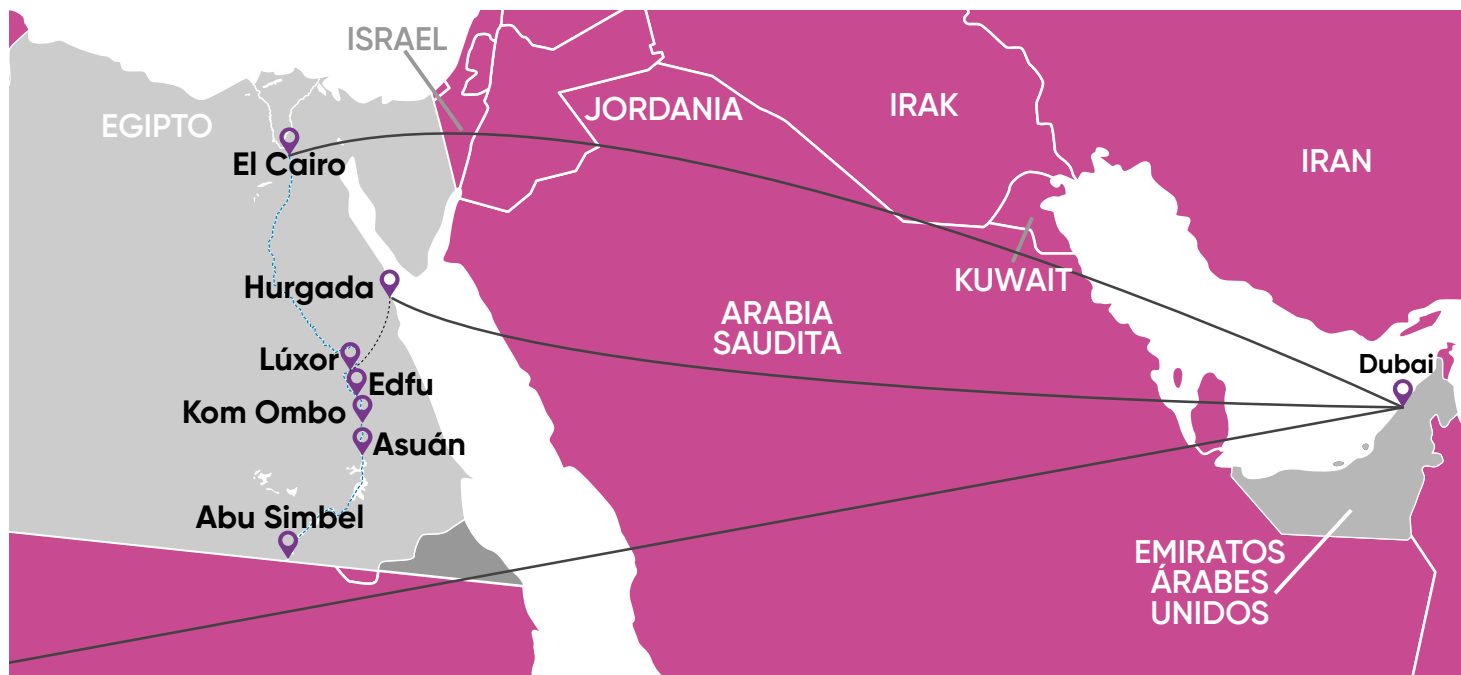 ISRAEL
JORDANIA
IRAK
EGIPTO
El Cairo
IRAN
Hurgada
KUWAIT
ARABIA
SAUDITA
Lúxor
Edfu
Dubai
Kom Ombo
Asuán
Abu Simbel
EMIRATOS
ÁRABES
UNIDOS